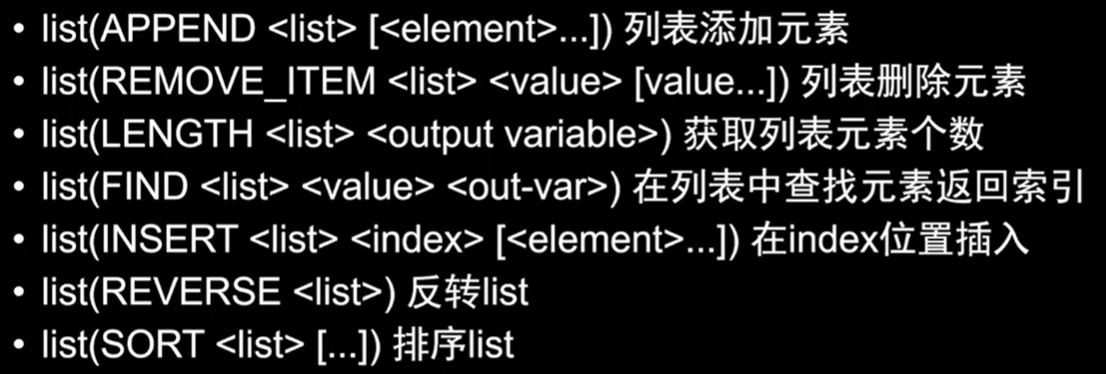 • list(APPEND <list> [<element>...]) 列表添加元素
• list(REMOVE_ITEM <list> <value> [value...]) 列表删除元素
• list(LENGTH <list> <output variable>) 获取列表元素个数
• list(FIND <list> <value> <out-var>) 在列表中查找元素返回索引
• list(INSERT <list> <index> [<element>...]) 在index位置插入
• list(REVERSE <list>) 反转list
• list(SORT <list> [...]) 排序list